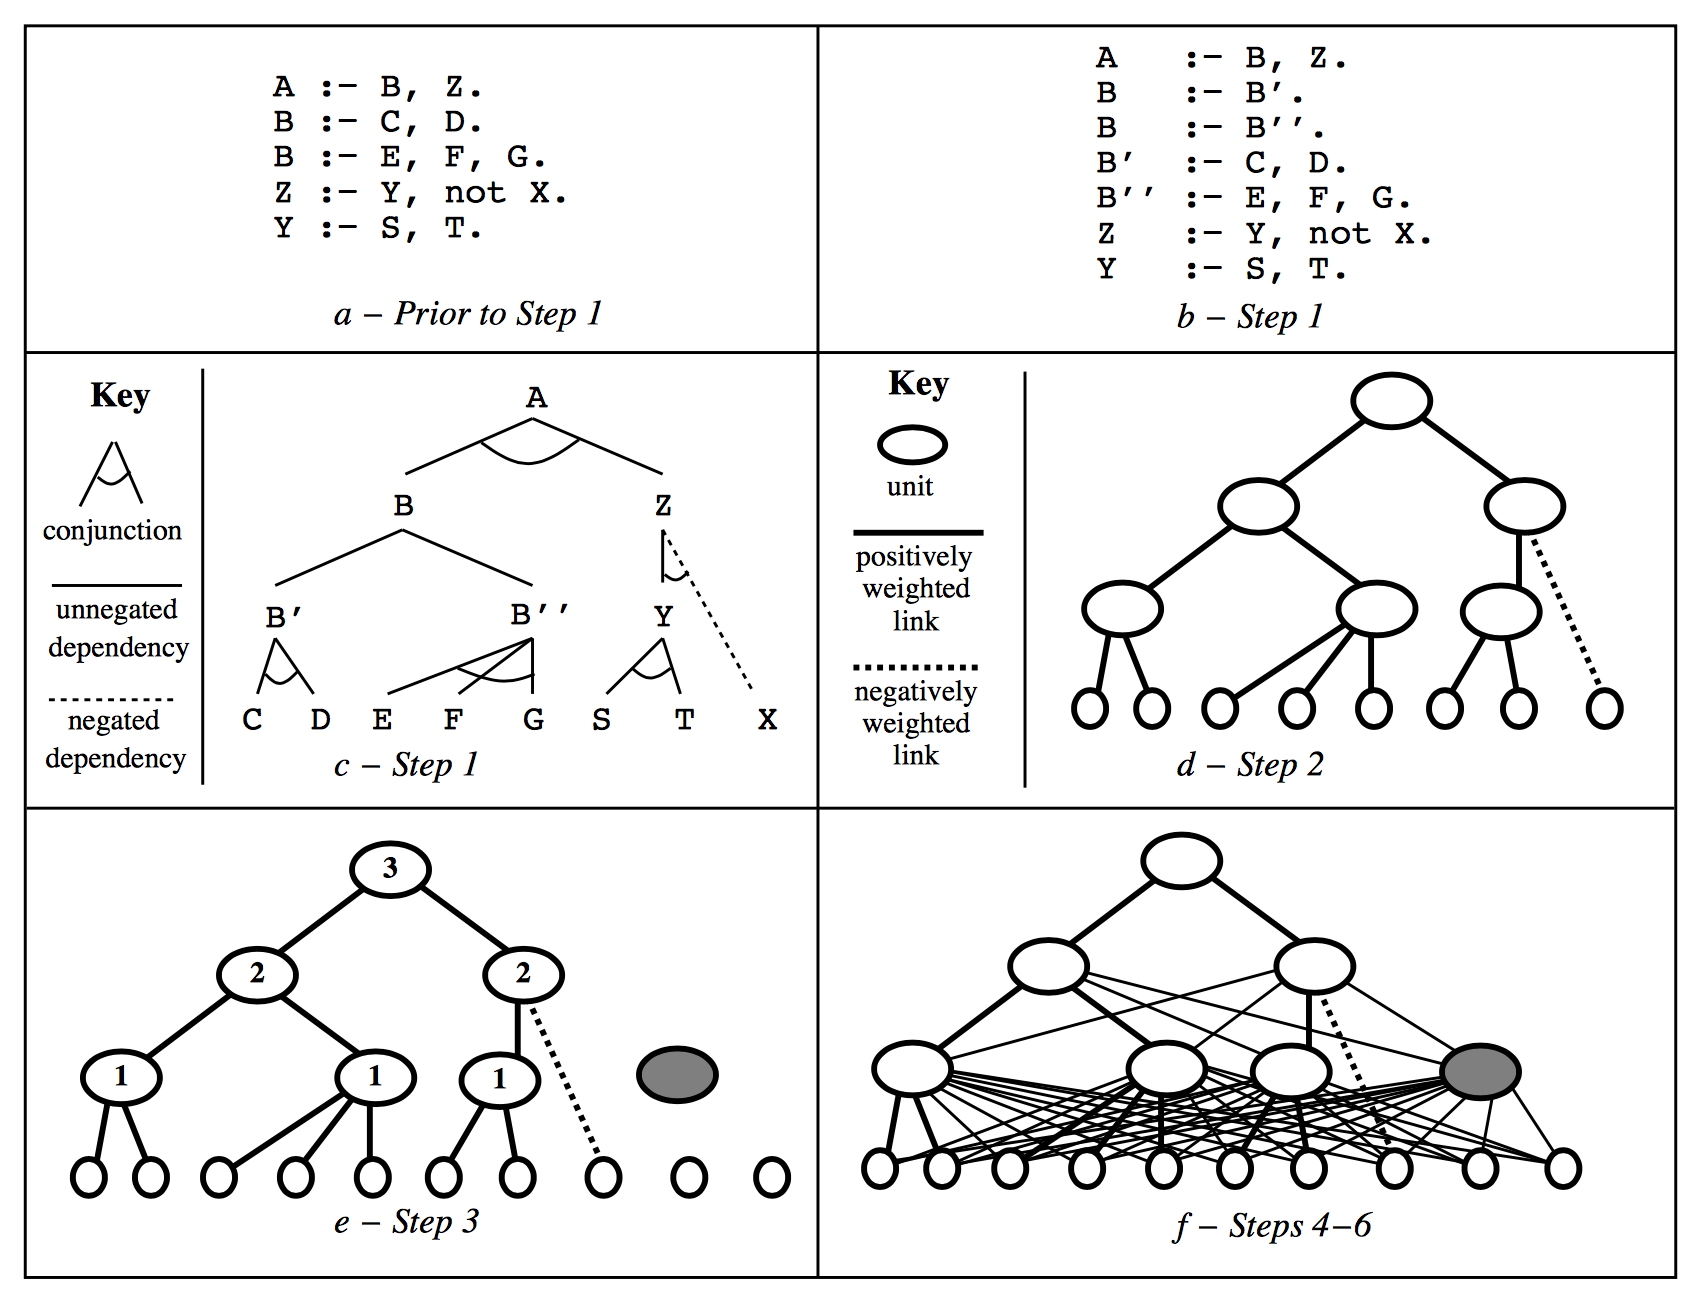 A :- B, Z.
B :- C, D.
B :- E, F, G.
Z :- Y, not X.
Y :- S, T.
a – Prior to Step 1
A :- B, Z.
B :- B'.
B :- B''.
B' :- C, D.
B'' :- E, F, G.
Z :- Y, not X.
Y :- S, T.
b – Step 1
Key
conjunction
unnegated
dependency
negated
dependency
A
B Z
B' B'' Y
C D E F G S T X
c – Step 1
Key
unit
positively
weighted
link
negatively
weighted
link
d – Step 2
3
2 2
1 1 1
e – Step 3
f – Steps 4–6